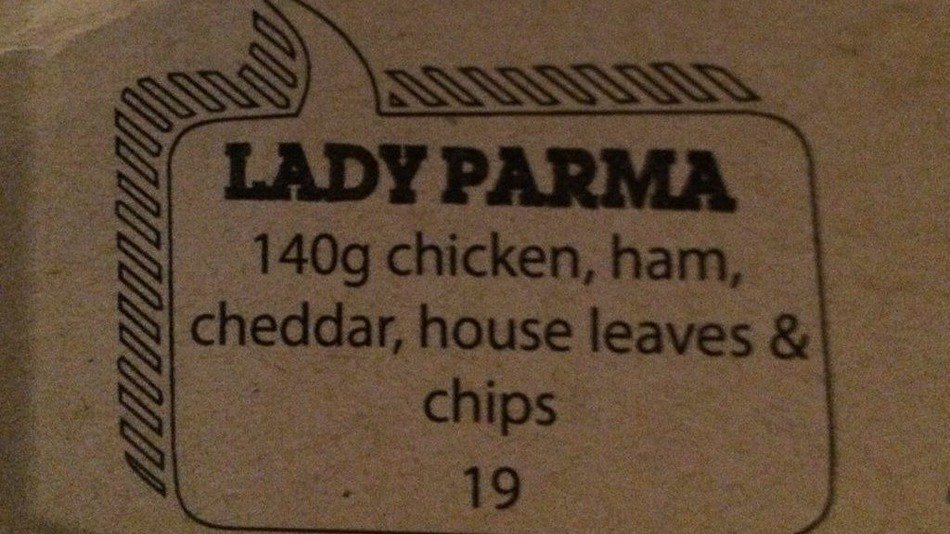 LADY PARMA
140g chicken, ham,
cheddar, house leaves &
chips
19